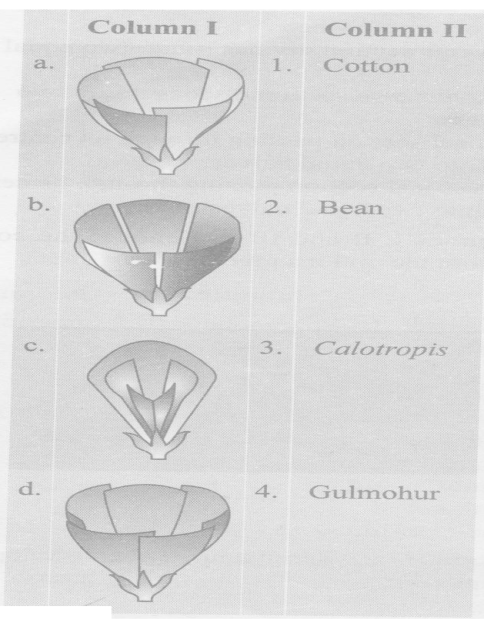 Column I Column II
a. 1. Cotton
b. 2. Bean
c. 3. Calotropis
d. 4. Gulmohur